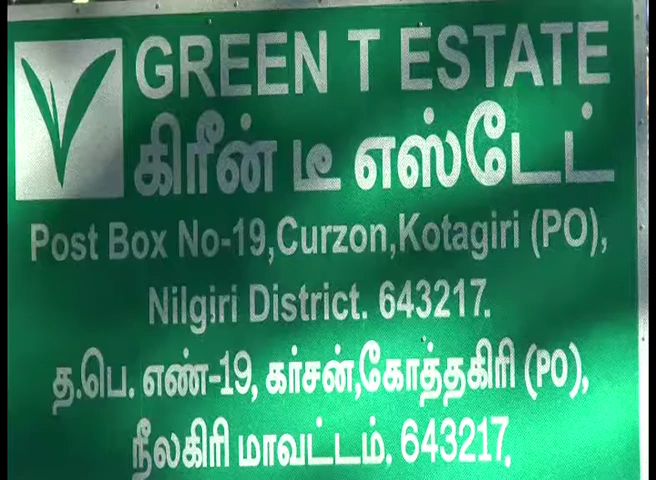 GREEN T ESTATE
கிரீன் டீ எஸ்டேட்
Post Box No-19,Curzon,Kotagiri (PO),
Nilgiri District. 643217.
த.பெ. எண்-19, கர்சன்,கோத்தகிரி (PO),
நீலகிரி மாவட்டம். 643217.